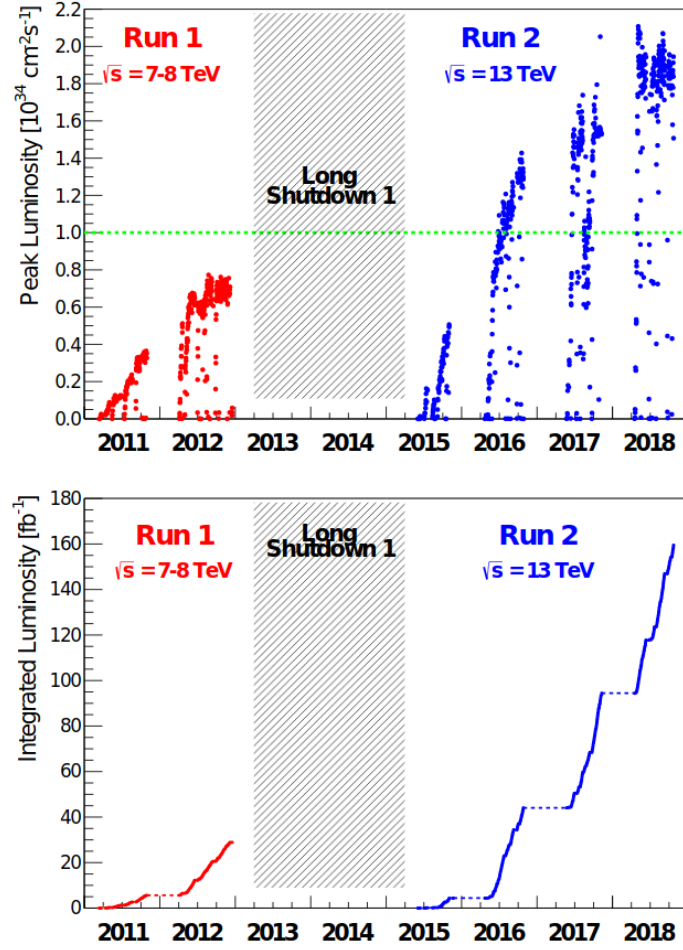 2.2
2.0
1.8
1.6
1.4
1.2
1.0
0.8
0.6
0.4
0.2
0.0
Peak Luminosity [10³⁴ cm⁻²s⁻¹]
Run 1
√s = 7-8 TeV
Long
Shutdown 1
Run 2
√s = 13 TeV
2011 2012 2013 2014 2015 2016 2017 2018
180
160
140
120
100
80
60
40
20
0
Integrated Luminosity [fb⁻¹]
Run 1
√s = 7-8 TeV
Long
Shutdown 1
Run 2
√s = 13 TeV
2011 2012 2013 2014 2015 2016 2017 2018